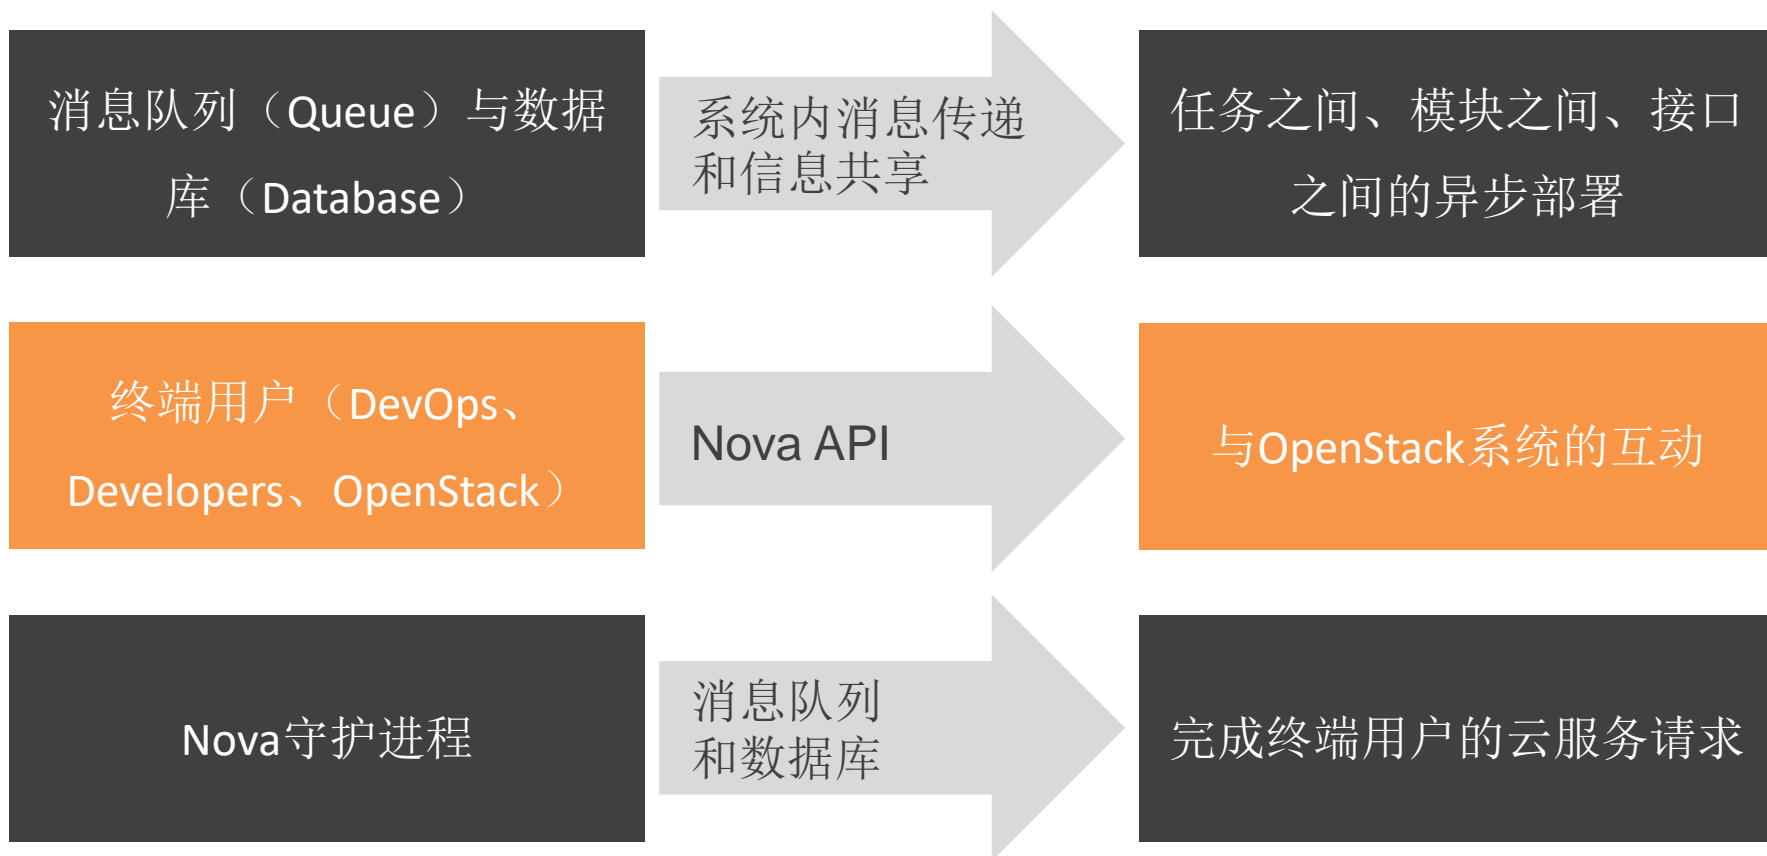 消息队列（Queue）与数据
库（Database）
系统内消息传递
和信息共享
任务之间、模块之间、接口
之间的异步部署
终端用户（DevOps、
Developers、OpenStack）
Nova API
与OpenStack系统的互动
Nova守护进程
消息队列
和数据库
完成终端用户的云服务请求